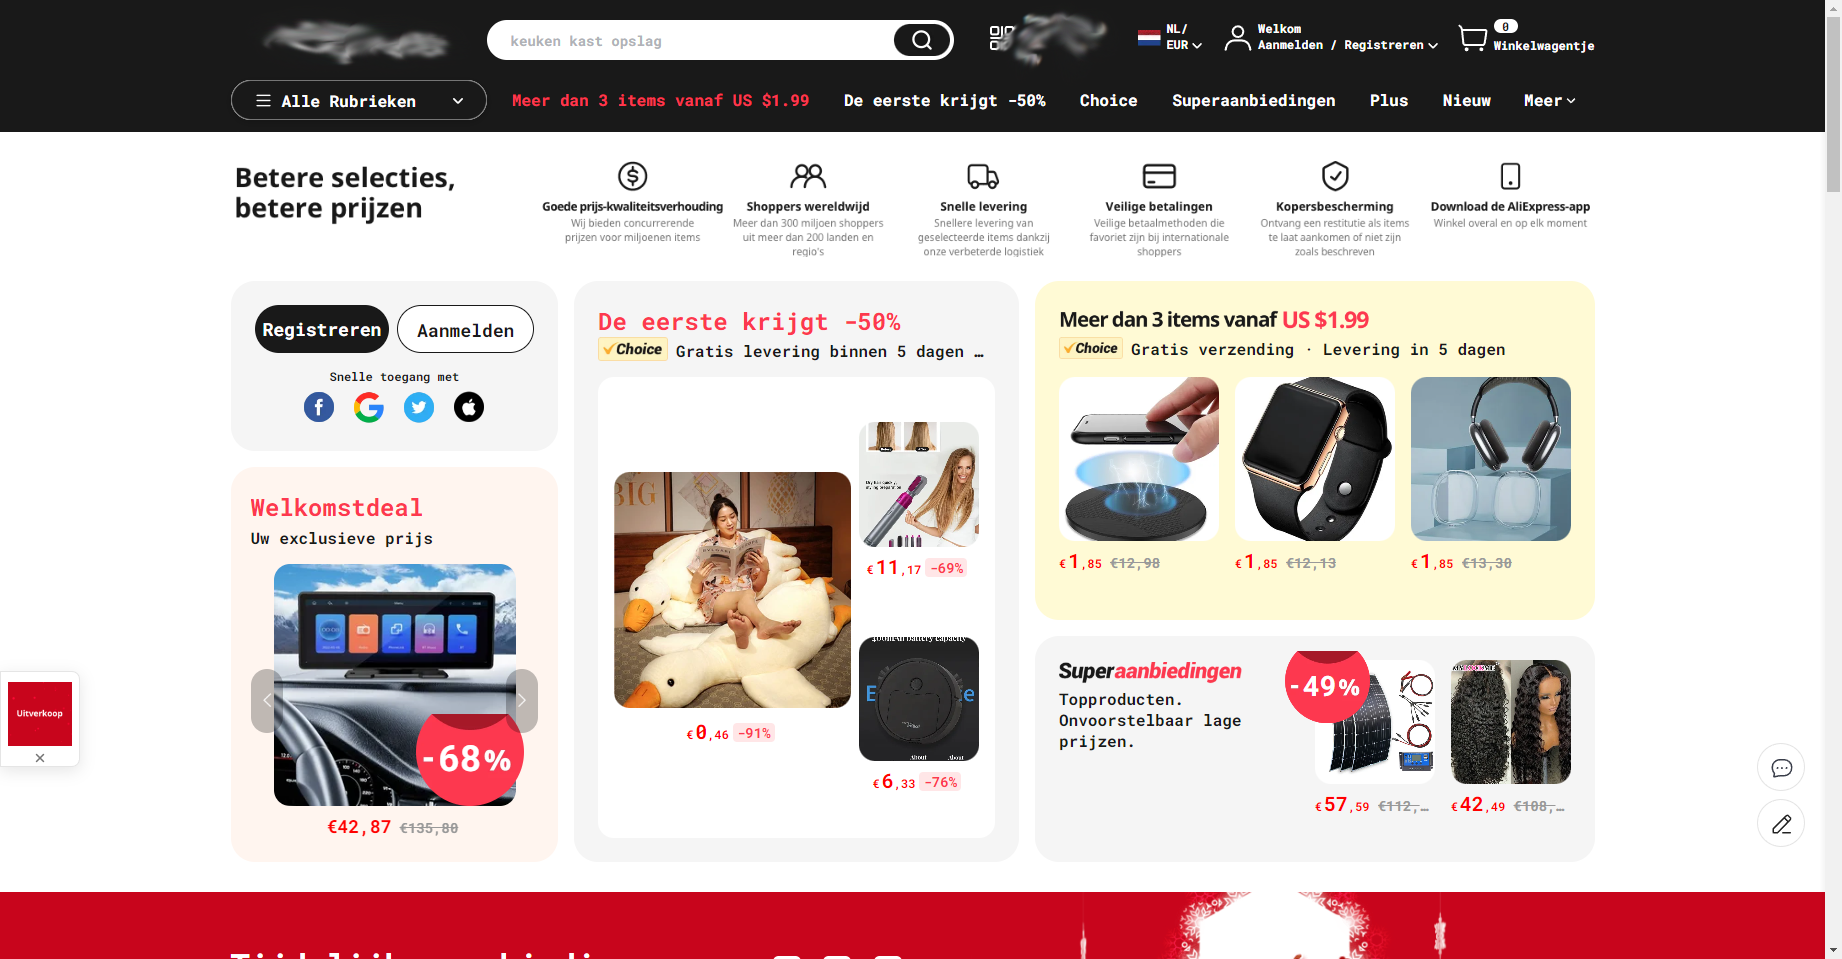 keuken kast opslag
NL/
EUR
Welkom
Aanmelden / Registreren
0
Winkelwagentje
Alle Rubrieken
Meer dan 3 items vanaf US $1.99
De eerste krijgt -50%
Choice
Superaanbiedingen
Plus
Nieuw
Meer
Betere selecties,
betere prijzen
Goede prijs-kwaliteitsverhouding
Wij bieden concurrerende
prijzen voor miljoenen items
Shoppers wereldwijd
Meer dan 300 miljoen shoppers
uit meer dan 200 landen en
regio's
Snelle levering
Snellere levering van
geselecteerde items dankzij
onze verbeterde logistiek
Veilige betalingen
Veilige betaalmethoden die
favoriet zijn bij internationale
shoppers
Kopersbescherming
Ontvang een restitutie als items
te laat aankomen of niet zijn
zoals beschreven
Download de AliExpress-app
Winkel overal en op elk moment
Registreren
Aanmelden
Snelle toegang met
Welkomstdeal
Uw exclusieve prijs
-68%
€42,87 €135,80
De eerste krijgt -50%
Choice Gratis levering binnen 5 dagen …
BIG
€0,46 -91%
Dry hair quickly,
styling preparation
€11,17 -69%
About
About
€6,33 -76%
Meer dan 3 items vanaf US $1.99
Choice Gratis verzending · Levering in 5 dagen
€1,85 €12,98
€1,85 €12,13
€1,85 €13,30
Superaanbiedingen
Topproducten.
Onvoorstelbaar lage
prijzen.
-49%
€57,59 €112,…
€42,49 €108,…
Uitverkoop